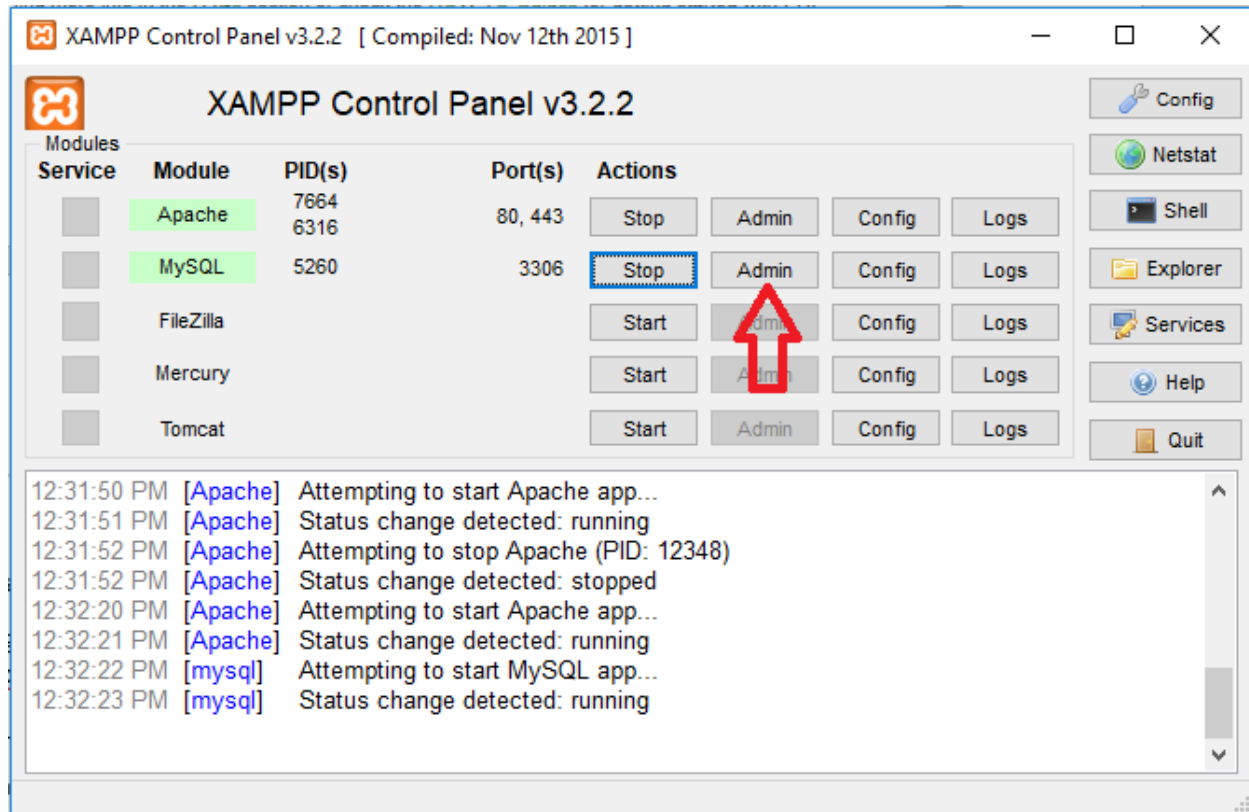 XAMPP Control Panel v3.2.2 [ Compiled: Nov 12th 2015 ]
XAMPP Control Panel v3.2.2
Config
Modules
Service Module PID(s) Port(s) Actions
Netstat
Apache 7664 6316 80, 443 Stop Admin Config Logs
Shell
MySQL 5260 3306 Stop Admin Config Logs
Explorer
FileZilla Start Admin Config Logs
Services
Mercury Start Admin Config Logs
Help
Tomcat Start Admin Config Logs
Quit
12:31:50 PM [Apache] Attempting to start Apache app...
12:31:51 PM [Apache] Status change detected: running
12:31:52 PM [Apache] Attempting to stop Apache (PID: 12348)
12:31:52 PM [Apache] Status change detected: stopped
12:32:20 PM [Apache] Attempting to start Apache app...
12:32:21 PM [Apache] Status change detected: running
12:32:22 PM [mysql] Attempting to start MySQL app...
12:32:23 PM [mysql] Status change detected: running